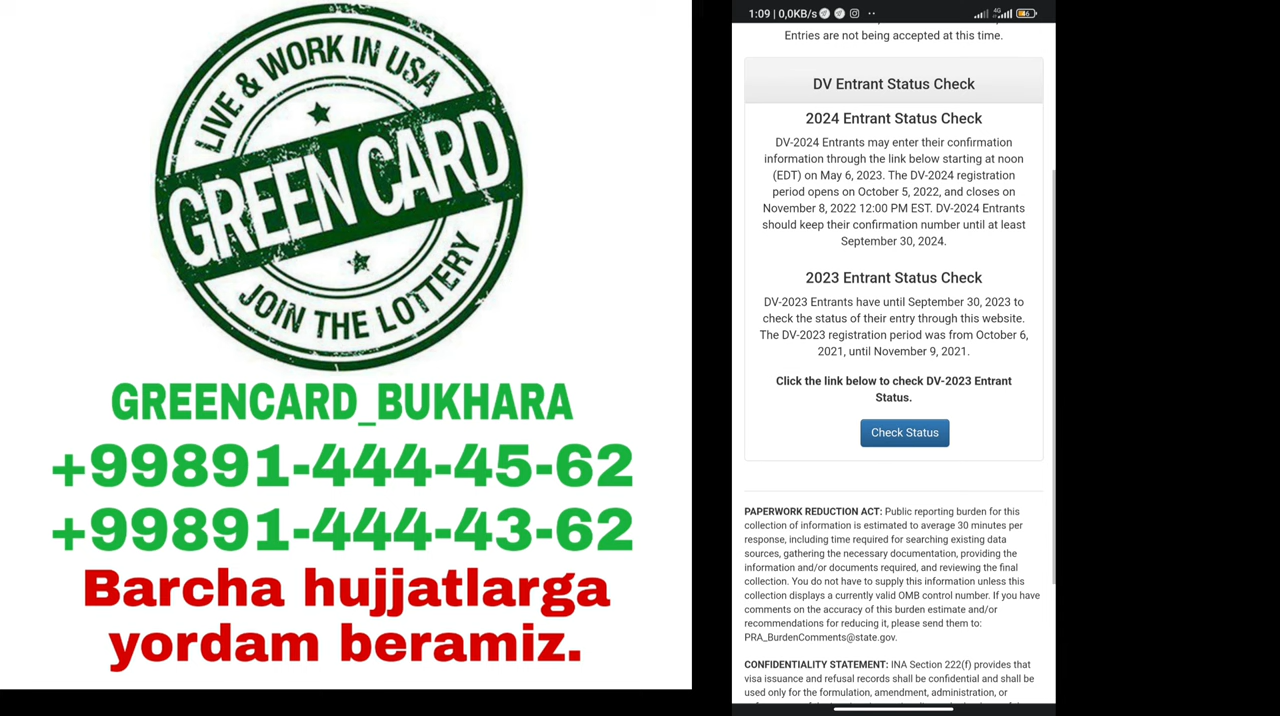 LIVE & WORK IN USA
GREEN CARD
JOIN THE LOTTERY
GREENCARD_BUKHARA
+99891-444-45-62
+99891-444-43-62
Barcha hujjatlarga
yordam beramiz.
1:09 | 0,0KB/s
4G
Entries are not being accepted at this time.
DV Entrant Status Check
2024 Entrant Status Check
DV-2024 Entrants may enter their confirmation
information through the link below starting at noon
(EDT) on May 6, 2023. The DV-2024 registration
period opens on October 5, 2022, and closes on
November 8, 2022 12:00 PM EST. DV-2024 Entrants
should keep their confirmation number until at least
September 30, 2024.
2023 Entrant Status Check
DV-2023 Entrants have until September 30, 2023 to
check the status of their entry through this website.
The DV-2023 registration period was from October 6,
2021, until November 9, 2021.
Click the link below to check DV-2023 Entrant
Status.
Check Status
PAPERWORK REDUCTION ACT: Public reporting burden for this
collection of information is estimated to average 30 minutes per
response, including time required for searching existing data
sources, gathering the necessary documentation, providing the
information and/or documents required, and reviewing the final
collection. You do not have to supply this information unless this
collection displays a currently valid OMB control number. If you have
comments on the accuracy of this burden estimate and/or
recommendations for reducing it, please send them to:
PRA_BurdenComments@state.gov.
CONFIDENTIALITY STATEMENT: INA Section 222(f) provides that
visa issuance and refusal records shall be confidential and shall be
used only for the formulation, amendment, administration, or